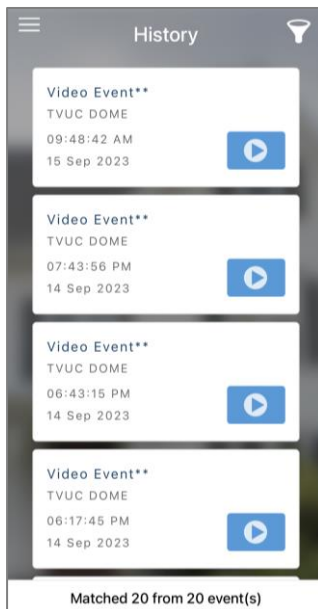 History
Video Event**
TVUC DOME
09:48:42 AM
15 Sep 2023
Video Event**
TVUC DOME
07:43:56 PM
14 Sep 2023
Video Event**
TVUC DOME
06:43:15 PM
14 Sep 2023
Video Event**
TVUC DOME
06:17:45 PM
14 Sep 2023
Matched 20 from 20 event(s)